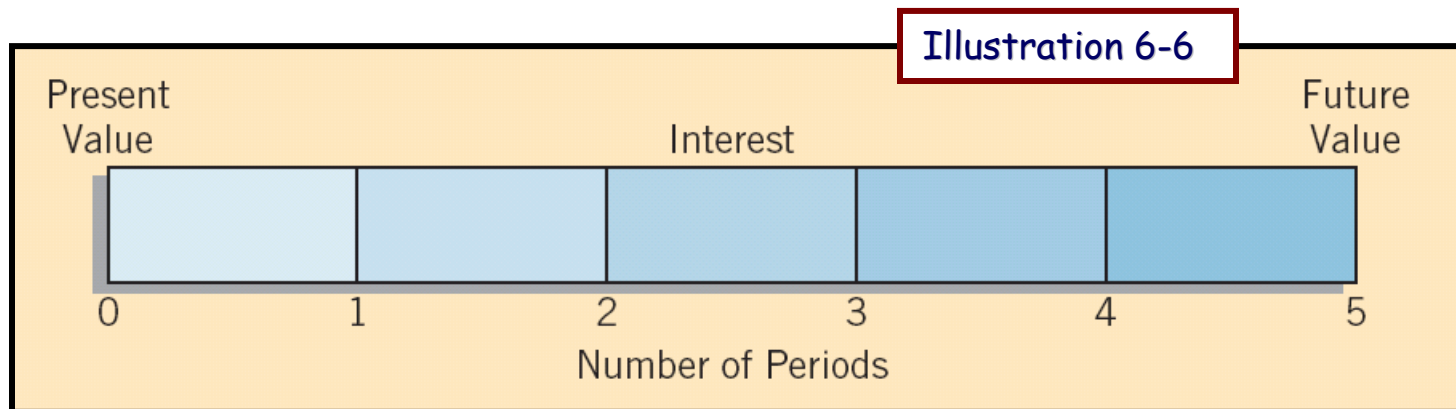 Illustration 6-6
Present
Value
Interest
Future
Value
0 1 2 3 4 5
Number of Periods